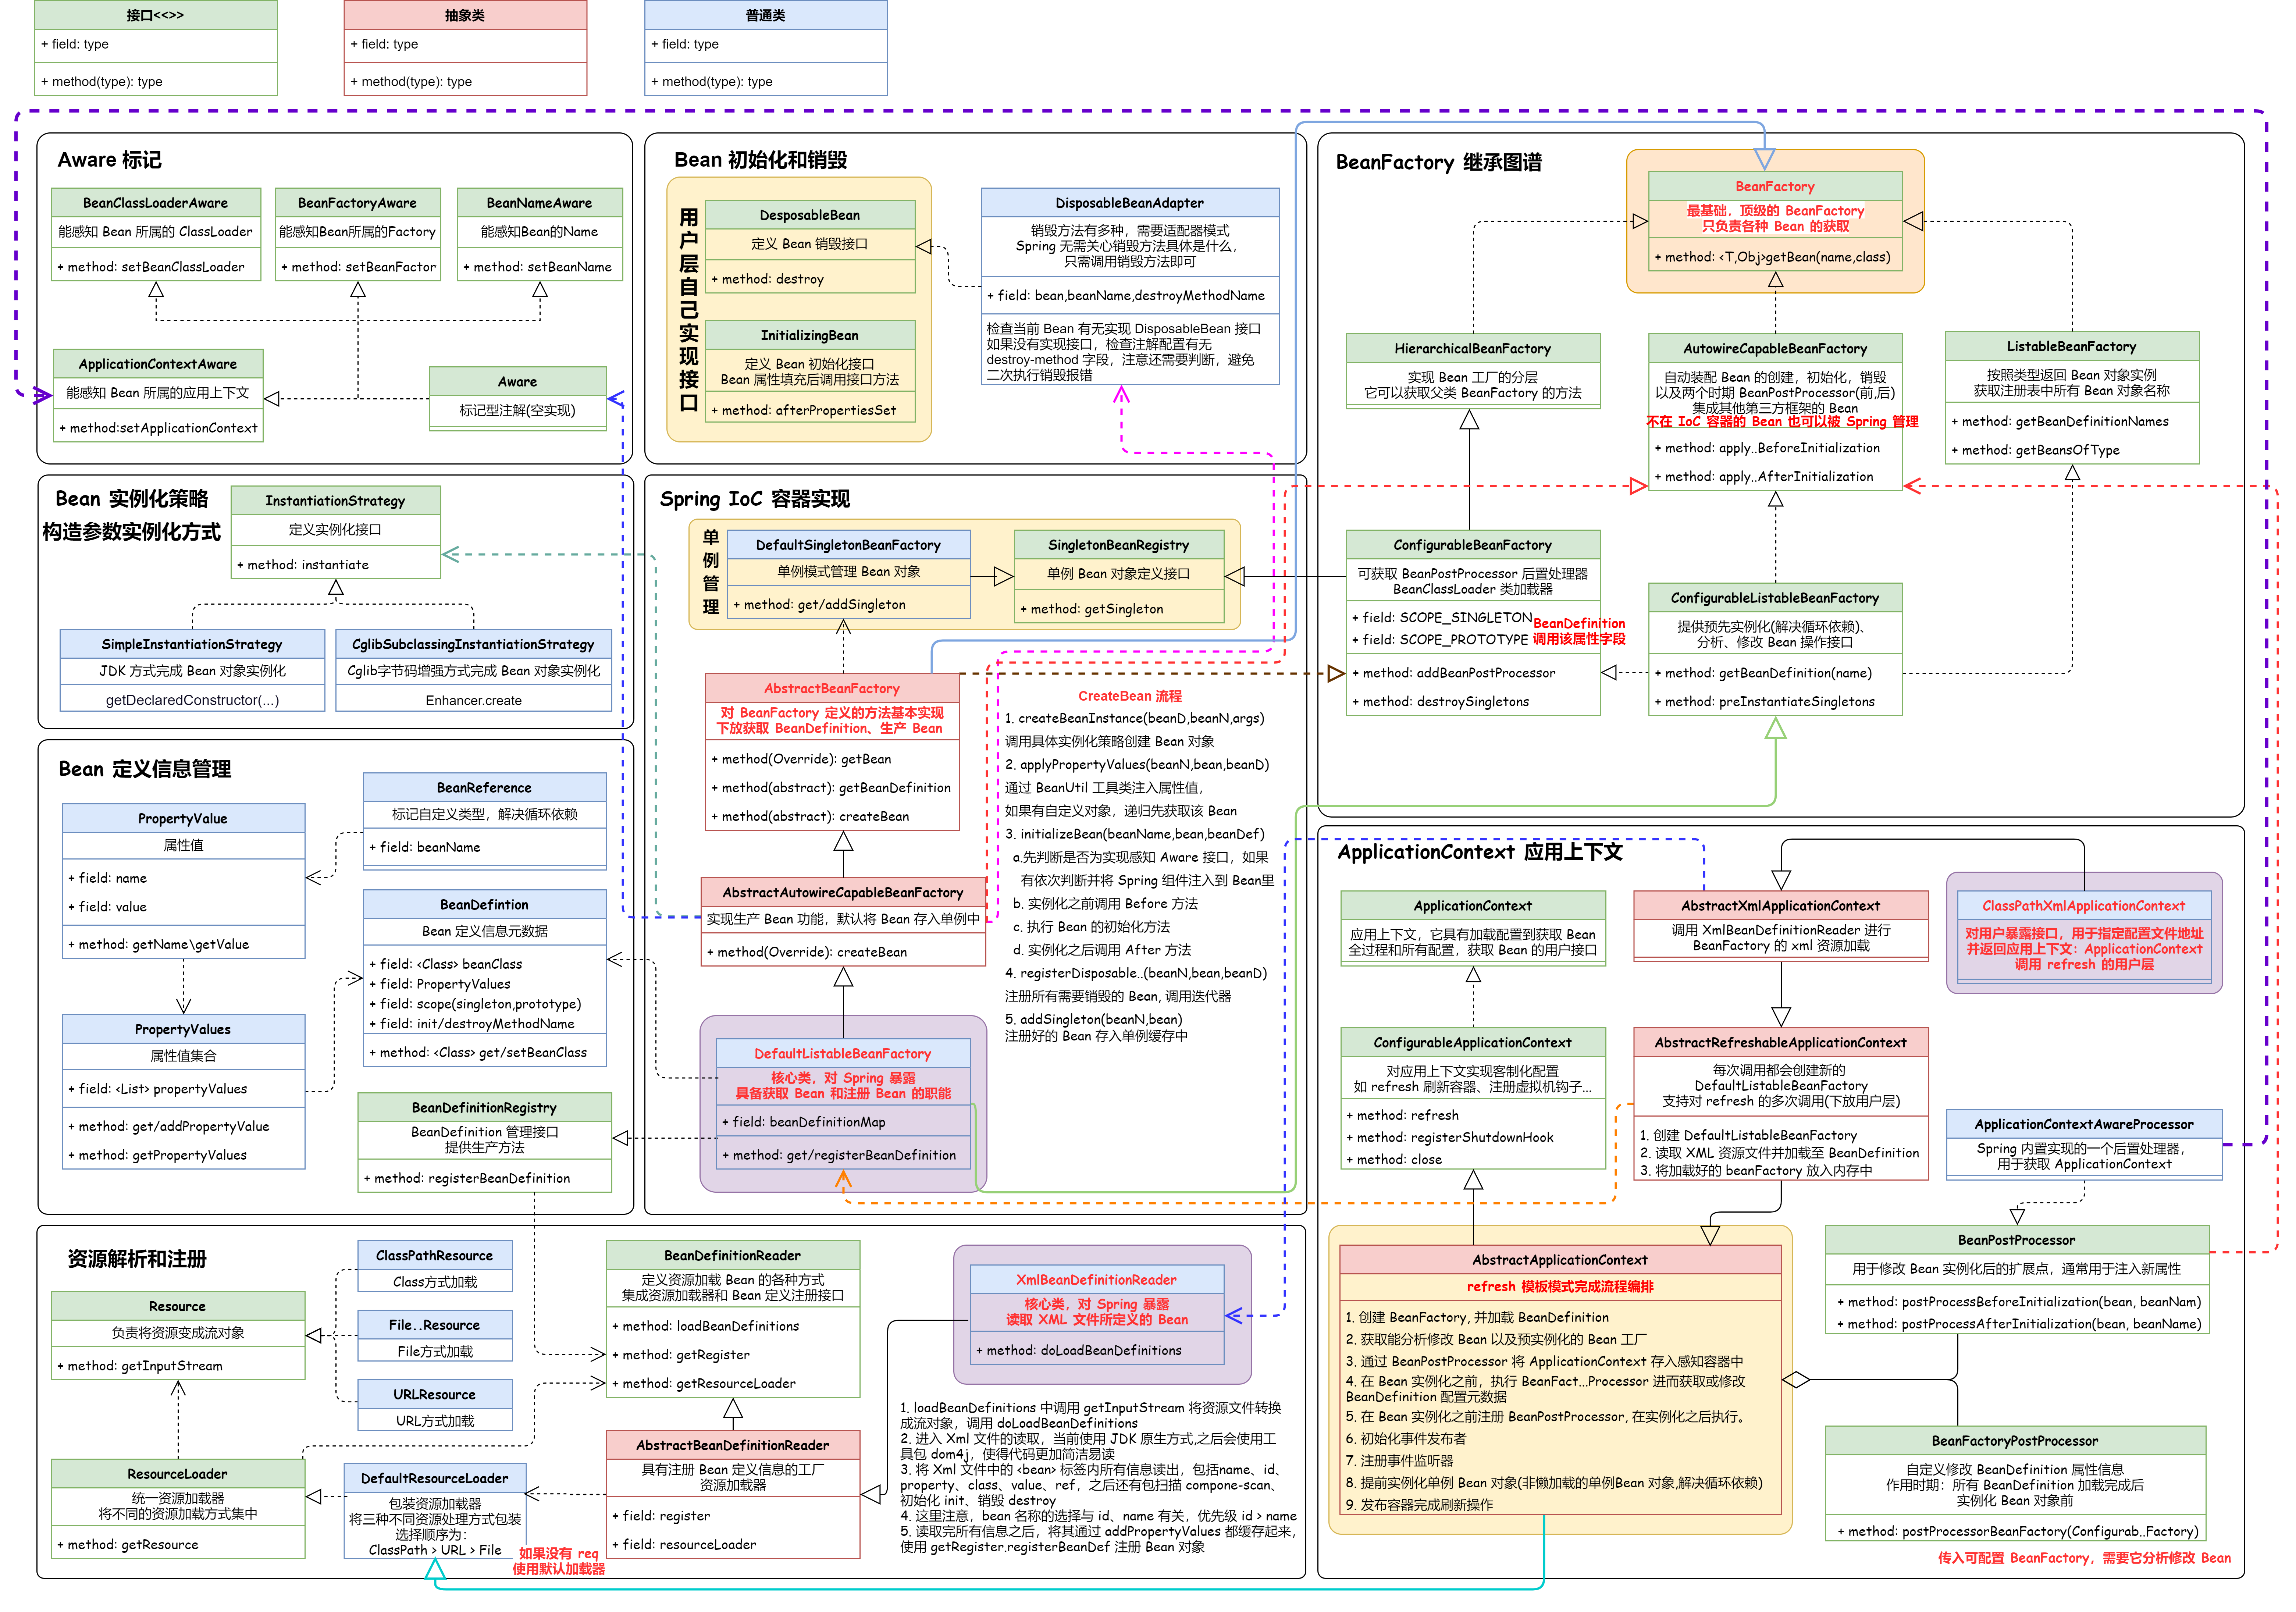 接口<<>>
+ field: type
+ method(type): type
抽象类
+ field: type
+ method(type): type
普通类
+ field: type
+ method(type): type
Aware 标记
BeanClassLoaderAware
能感知 Bean 所属的 ClassLoader
+ method: setBeanClassLoader
BeanFactoryAware
能感知Bean所属的Factory
+ method: setBeanFactor
BeanNameAware
能感知Bean的Name
+ method: setBeanName
ApplicationContextAware
能感知 Bean 所属的应用上下文
+ method:setApplicationContext
Aware
标记型注解(空实现)
Bean 初始化和销毁
用户层自己实现接口
DesposableBean
定义 Bean 销毁接口
+ method: destroy
InitializingBean
定义 Bean 初始化接口
Bean 属性填充后调用接口方法
+ method: afterPropertiesSet
DisposableBeanAdapter
销毁方法有多种，需要适配器模式
Spring 无需关心销毁方法具体是什么，
只需调用销毁方法即可
+ field: bean,beanName,destroyMethodName
检查当前 Bean 有无实现 DisposableBean 接口
如果没有实现接口，检查注解配置有无
destroy-method 字段，注意还需要判断，避免
二次执行销毁报错
BeanFactory 继承图谱
BeanFactory
最基础，顶级的 BeanFactory
只负责各种 Bean 的获取
+ method: <T,Obj>getBean(name,class)
HierarchicalBeanFactory
实现 Bean 工厂的分层
它可以获取父类 BeanFactory 的方法
AutowireCapableBeanFactory
自动装配 Bean 的创建，初始化，销毁
以及两个时期 BeanPostProcessor(前,后)
集成其他第三方框架的 Bean
不在 IoC 容器的 Bean 也可以被 Spring 管理
+ method: apply..BeforeInitialization
+ method: apply..AfterInitialization
ListableBeanFactory
按照类型返回 Bean 对象实例
获取注册表中所有 Bean 对象名称
+ method: getBeanDefinitionNames
+ method: getBeansOfType
ConfigurableBeanFactory
可获取 BeanPostProcessor 后置处理器
BeanClassLoader 类加载器
+ field: SCOPE_SINGLETON
+ field: SCOPE_PROTOTYPE
BeanDefinition
调用该属性字段
+ method: addBeanPostProcessor
+ method: destroySingletons
ConfigurableListableBeanFactory
提供预先实例化(解决循环依赖)、
分析、修改 Bean 操作接口
+ method: getBeanDefinition(name)
+ method: preInstantiateSingletons
Bean 实例化策略
构造参数实例化方式
InstantiationStrategy
定义实例化接口
+ method: instantiate
SimpleInstantiationStrategy
JDK 方式完成 Bean 对象实例化
getDeclaredConstructor(...)
CglibSubclassingInstantiationStrategy
Cglib字节码增强方式完成 Bean 对象实例化
Enhancer.create
Spring IoC 容器实现
单例管理
DefaultSingletonBeanFactory
单例模式管理 Bean 对象
+ method: get/addSingleton
SingletonBeanRegistry
单例 Bean 对象定义接口
+ method: getSingleton
AbstractBeanFactory
对 BeanFactory 定义的方法基本实现
下放获取 BeanDefinition、生产 Bean
+ method(Override): getBean
+ method(abstract): getBeanDefinition
+ method(abstract): createBean
AbstractAutowireCapableBeanFactory
实现生产 Bean 功能，默认将 Bean 存入单例中
+ method(Override): createBean
DefaultListableBeanFactory
核心类，对 Spring 暴露
具备获取 Bean 和注册 Bean 的职能
+ field: beanDefinitionMap
+ method: get/registerBeanDefinition
CreateBean 流程
1. createBeanInstance(beanD,beanN,args)
调用具体实例化策略创建 Bean 对象
2. applyPropertyValues(beanN,bean,beanD)
通过 BeanUtil 工具类注入属性值，
如果有自定义对象，递归先获取该 Bean
3. initializeBean(beanName,bean,beanDef)
a.先判断是否为实现感知 Aware 接口，如果
有依次判断并将 Spring 组件注入到 Bean里
b. 实例化之前调用 Before 方法
c. 执行 Bean 的初始化方法
d. 实例化之后调用 After 方法
4. registerDisposable..(beanN,bean,beanD)
注册所有需要销毁的 Bean, 调用迭代器
5. addSingleton(beanN,bean)
注册好的 Bean 存入单例缓存中
Bean 定义信息管理
PropertyValue
属性值
+ field: name
+ field: value
+ method: getName\getValue
PropertyValues
属性值集合
+ field: <List> propertyValues
+ method: get/addPropertyValue
+ method: getPropertyValues
BeanReference
标记自定义类型，解决循环依赖
+ field: beanName
BeanDefintion
Bean 定义信息元数据
+ field: <Class> beanClass
+ field: PropertyValues
+ field: scope(singleton,prototype)
+ field: init/destroyMethodName
+ method: <Class> get/setBeanClass
BeanDefinitionRegistry
BeanDefinition 管理接口
提供生产方法
+ method: registerBeanDefinition
ApplicationContext 应用上下文
ApplicationContext
应用上下文，它具有加载配置到获取 Bean
全过程和所有配置，获取 Bean 的用户接口
AbstractXmlApplicationContext
调用 XmlBeanDefinitionReader 进行
BeanFactory 的 xml 资源加载
ClassPathXmlApplicationContext
对用户暴露接口，用于指定配置文件地址
并返回应用上下文：ApplicationContext
调用 refresh 的用户层
ConfigurableApplicationContext
对应用上下文实现客制化配置
如 refresh 刷新容器、注册虚拟机钩子...
+ method: refresh
+ method: registerShutdownHook
+ method: close
AbstractRefreshableApplicationContext
每次调用都会创建新的
DefaultListableBeanFactory
支持对 refresh 的多次调用(下放用户层)
1. 创建 DefaultListableBeanFactory
2. 读取 XML 资源文件并加载至 BeanDefinition
3. 将加载好的 beanFactory 放入内存中
ApplicationContextAwareProcessor
Spring 内置实现的一个后置处理器，
用于获取 ApplicationContext
AbstractApplicationContext
refresh 模板模式完成流程编排
1. 创建 BeanFactory, 并加载 BeanDefinition
2. 获取能分析修改 Bean 以及预实例化的 Bean 工厂
3. 通过 BeanPostProcessor 将 ApplicationContext 存入感知容器中
4. 在 Bean 实例化之前，执行 BeanFact...Processor 进而获取或修改
BeanDefinition 配置元数据
5. 在 Bean 实例化之前注册 BeanPostProcessor, 在实例化之后执行。
6. 初始化事件发布者
7. 注册事件监听器
8. 提前实例化单例 Bean 对象(非懒加载的单例Bean 对象,解决循环依赖)
9. 发布容器完成刷新操作
BeanPostProcessor
用于修改 Bean 实例化后的扩展点，通常用于注入新属性
+ method: postProcessBeforeInitialization(bean, beanNam)
+ method: postProcessAfterInitialization(bean, beanName)
BeanFactoryPostProcessor
自定义修改 BeanDefinition 属性信息
作用时期：所有 BeanDefinition 加载完成后
实例化 Bean 对象前
+ method: postProcessorBeanFactory(Configurab..Factory)
传入可配置 BeanFactory，需要它分析修改 Bean
资源解析和注册
Resource
负责将资源变成流对象
+ method: getInputStream
ClassPathResource
Class方式加载
File..Resource
File方式加载
URLResource
URL方式加载
ResourceLoader
统一资源加载器
将不同的资源加载方式集中
+ method: getResource
DefaultResourceLoader
包装资源加载器
将三种不同资源处理方式包装
选择顺序为：
ClassPath > URL > File
如果没有 req
使用默认加载器
BeanDefinitionReader
定义资源加载 Bean 的各种方式
集成资源加载器和 Bean 定义注册接口
+ method: loadBeanDefinitions
+ method: getRegister
+ method: getResourceLoader
AbstractBeanDefinitionReader
具有注册 Bean 定义信息的工厂
资源加载器
+ field: register
+ field: resourceLoader
XmlBeanDefinitionReader
核心类，对 Spring 暴露
读取 XML 文件所定义的 Bean
+ method: doLoadBeanDefinitions
1. loadBeanDefinitions 中调用 getInputStream 将资源文件转换
成流对象，调用 doLoadBeanDefinitions
2. 进入 Xml 文件的读取，当前使用 JDK 原生方式,之后会使用工
具包 dom4j，使得代码更加简洁易读
3. 将 Xml 文件中的 <bean> 标签内所有信息读出，包括name、id、
property、class、value、ref，之后还有包扫描 compone-scan、
初始化 init、销毁 destroy
4. 这里注意，bean 名称的选择与 id、name 有关，优先级 id > name
5. 读取完所有信息之后，将其通过 addPropertyValues 都缓存起来，
使用 getRegister.registerBeanDef 注册 Bean 对象